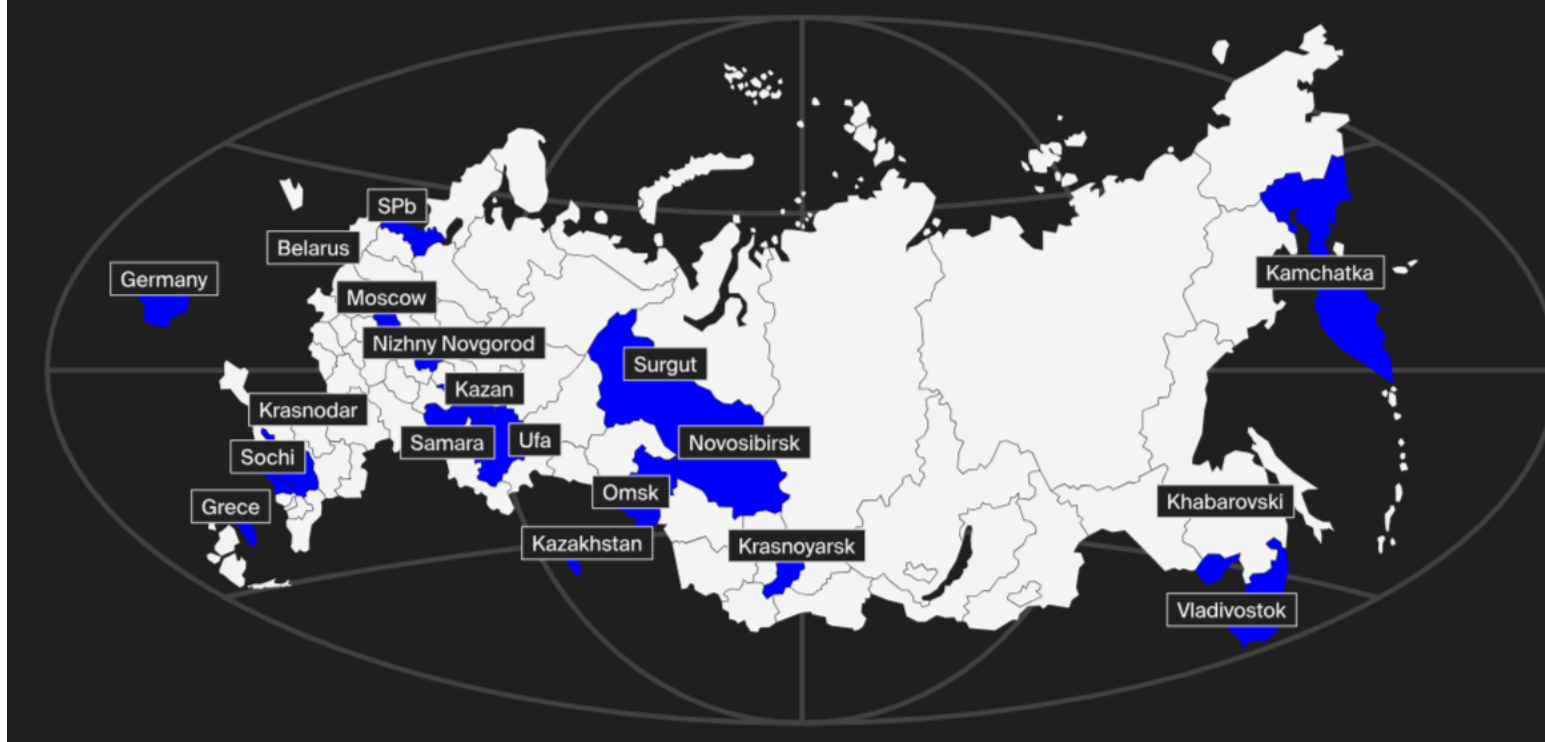 SPb
Belarus
Germany
Moscow
Kamchatka
Nizhny Novgorod
Surgut
Kazan
Krasnodar
Samara
Ufa
Novosibirsk
Sochi
Omsk
Khabarovski
Grece
Kazakhstan
Krasnoyarsk
Vladivostok